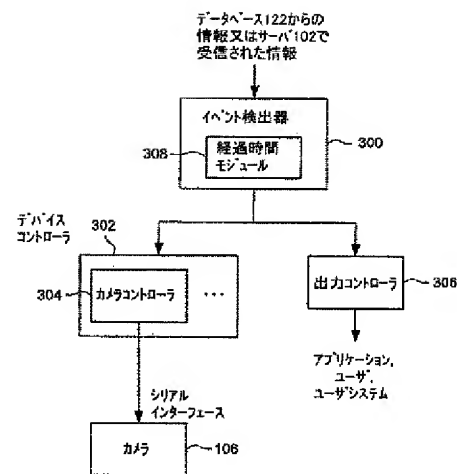 データベース122からの
情報又はサーバ102で
受信された情報
イベント検出器
300
308
経過時間
モジュール
デバイス
コントローラ
302
304
カメラコントローラ
...
出力コントローラ
306
アプリケーション,
ユーザ,
ユーザシステム
シリアル
インターフェース
カメラ
106